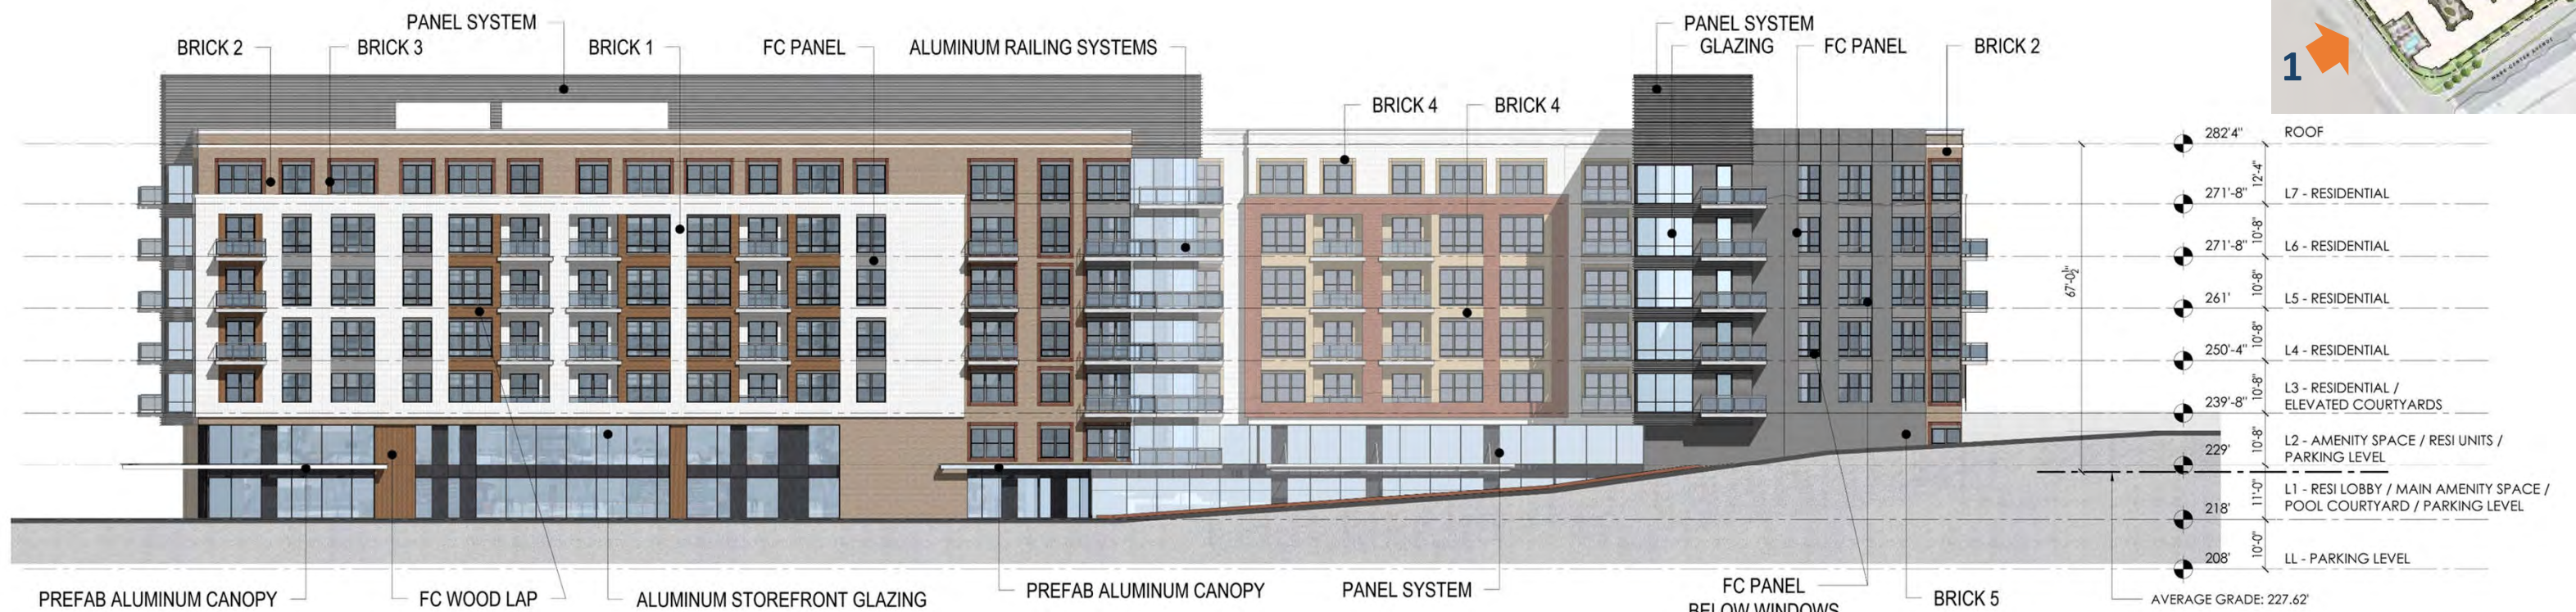 PANEL SYSTEM
BRICK 2
BRICK 3
BRICK 1
FC PANEL
ALUMINUM RAILING SYSTEMS
BRICK 4
BRICK 4
PANEL SYSTEM
GLAZING
FC PANEL
BRICK 2
1
MARK CENTER AVENUE
282'4" ROOF
12'-4"
271'-8" L7 - RESIDENTIAL
10'-8"
271'-8" L6 - RESIDENTIAL
10'-8"
261' L5 - RESIDENTIAL
10'-8"
250'-4" L4 - RESIDENTIAL
10'-8"
L3 - RESIDENTIAL /
239'-8" ELEVATED COURTYARDS
10'-8"
L2 - AMENITY SPACE / RESI UNITS /
229' PARKING LEVEL
11'-0"
L1 - RESI LOBBY / MAIN AMENITY SPACE /
218' POOL COURTYARD / PARKING LEVEL
10'-0"
208' LL - PARKING LEVEL
67'-0½"
PREFAB ALUMINUM CANOPY
FC WOOD LAP
ALUMINUM STOREFRONT GLAZING
PREFAB ALUMINUM CANOPY
PANEL SYSTEM
FC PANEL
BELOW WINDOWS
BRICK 5
AVERAGE GRADE: 227.62'